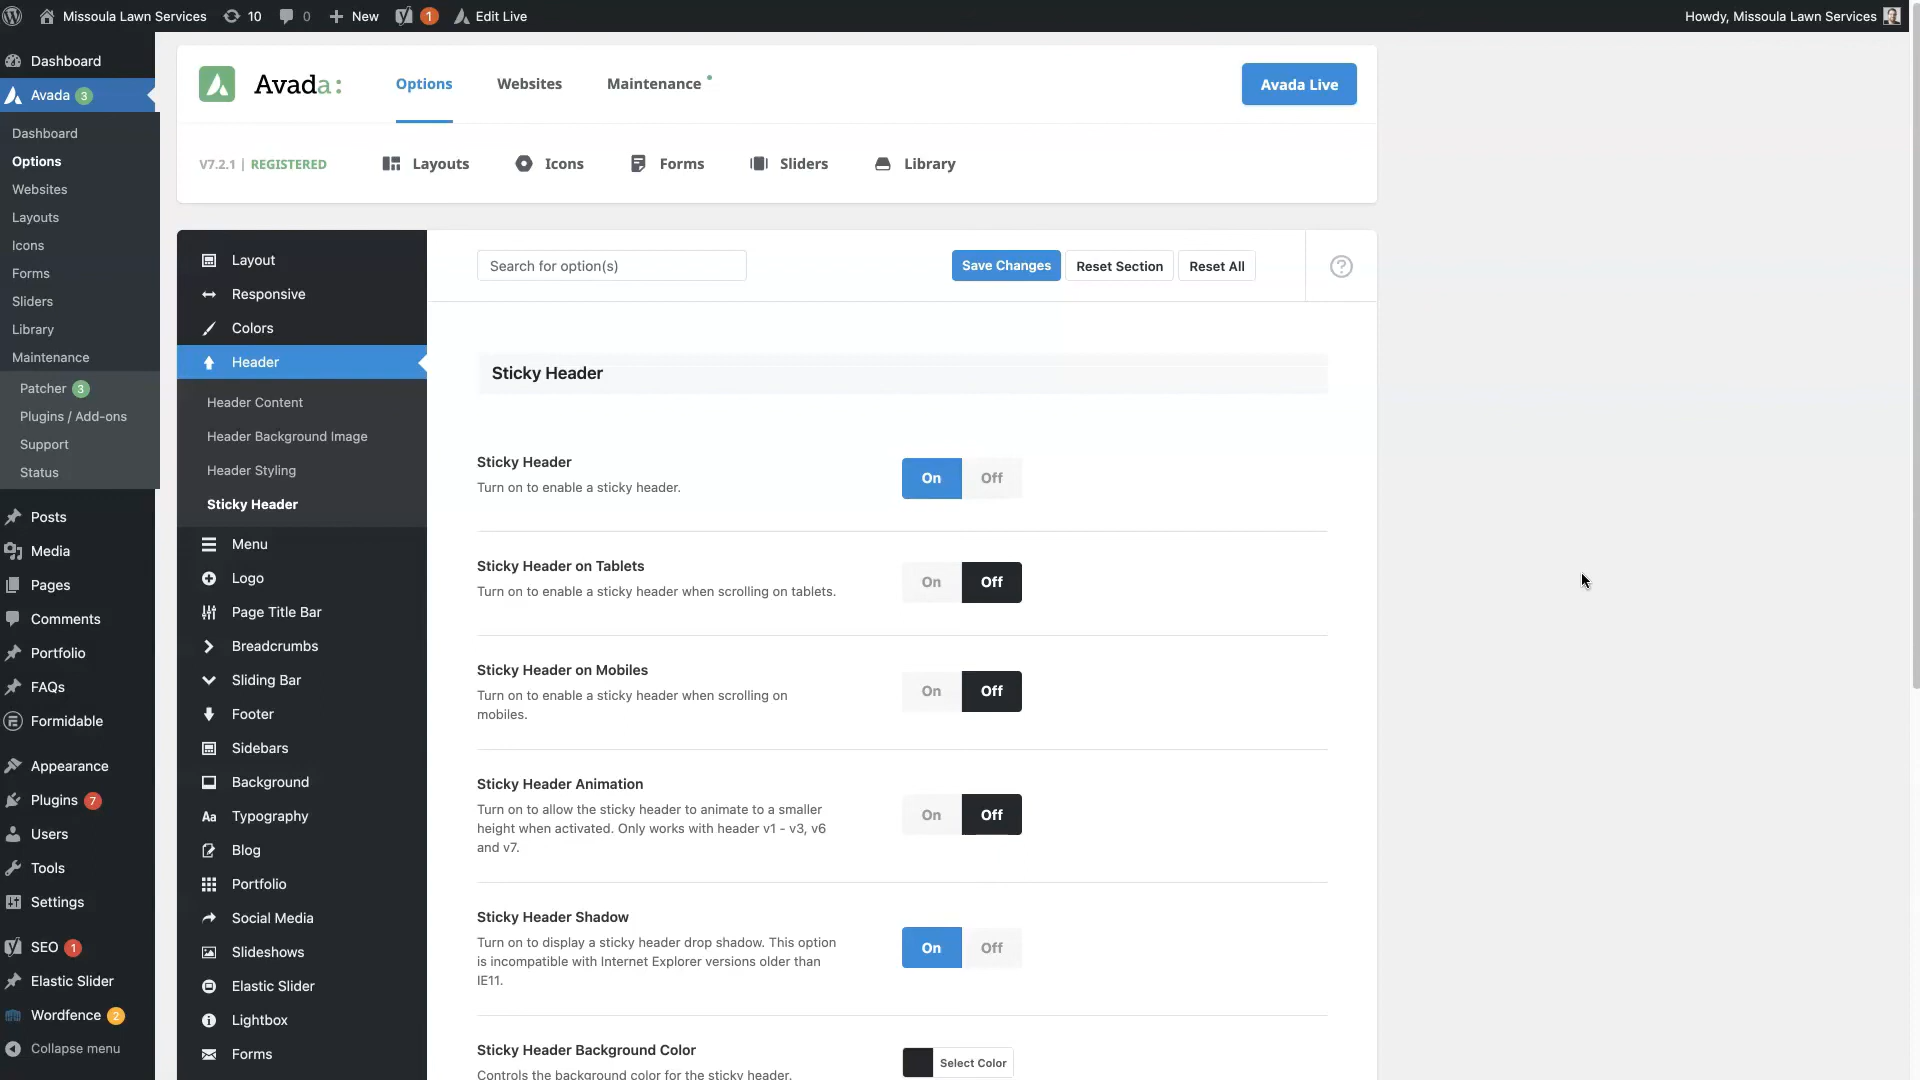 Missoula Lawn Services
10
0
New
1
Edit Live
Howdy, Missoula Lawn Services
Dashboard
Avada 3
Dashboard
Options
Websites
Layouts
Icons
Forms
Sliders
Library
Maintenance
Patcher 3
Plugins / Add-ons
Support
Status
Posts
Media
Pages
Comments
Portfolio
FAQs
Formidable
Appearance
Plugins 7
Users
Tools
Settings
SEO 1
Elastic Slider
Wordfence 2
Collapse menu
Avada:
Options
Websites
Maintenance
Avada Live
V7.2.1 | REGISTERED
Layouts
Icons
Forms
Sliders
Library
Layout
Responsive
Colors
Header
Header Content
Header Background Image
Header Styling
Sticky Header
Menu
Logo
Page Title Bar
Breadcrumbs
Sliding Bar
Footer
Sidebars
Background
Aa Typography
Blog
Portfolio
Social Media
Slideshows
Elastic Slider
Lightbox
Forms
Search for option(s)
Save Changes
Reset Section
Reset All
?
Sticky Header
Sticky Header
Turn on to enable a sticky header.
On Off
Sticky Header on Tablets
Turn on to enable a sticky header when scrolling on tablets.
On Off
Sticky Header on Mobiles
Turn on to enable a sticky header when scrolling on
mobiles.
On Off
Sticky Header Animation
Turn on to allow the sticky header to animate to a smaller
height when activated. Only works with header v1 - v3, v6
and v7.
On Off
Sticky Header Shadow
Turn on to display a sticky header drop shadow. This option
is incompatible with Internet Explorer versions older than
IE11.
On Off
Sticky Header Background Color
Controls the background color for the sticky header.
Select Color